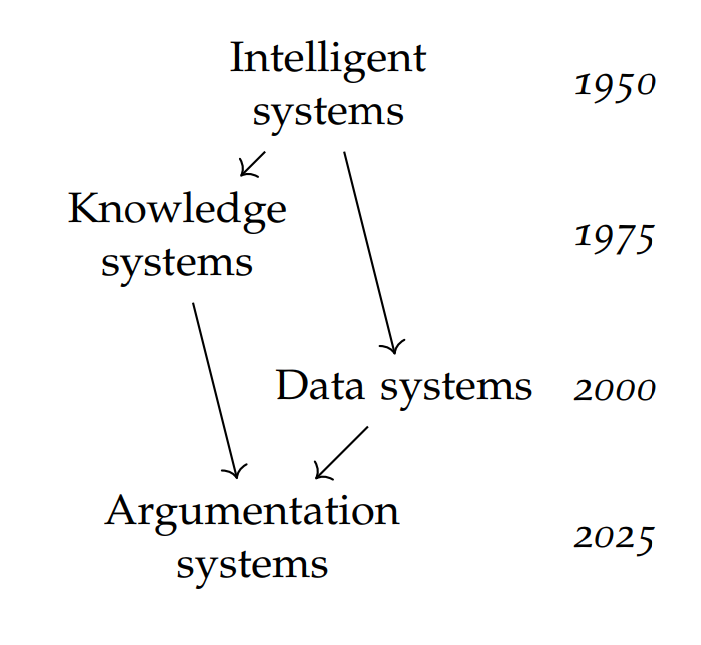 Intelligent
systems
1950
Knowledge
systems
1975
Data systems 2000
Argumentation
systems
2025